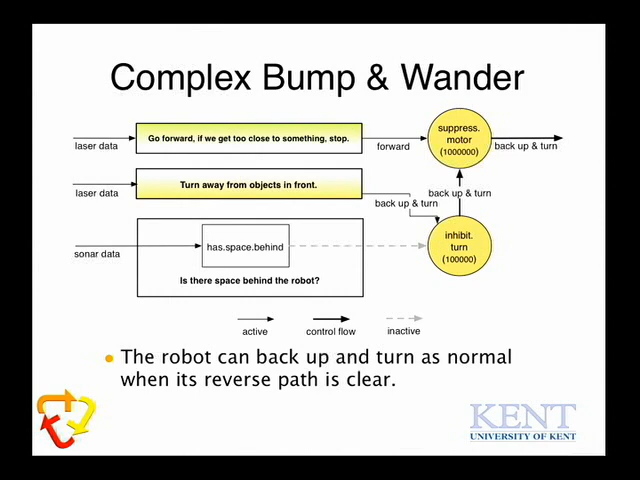 Complex Bump & Wander
laser data
Go forward, if we get too close to something, stop.
forward
suppress.
motor
(1000000)
back up & turn
laser data
Turn away from objects in front.
back up & turn
back up & turn
sonar data
has.space.behind
Is there space behind the robot?
inhibit.
turn
(100000)
active
control flow
inactive
The robot can back up and turn as normal
when its reverse path is clear.
KENT
UNIVERSITY OF KENT